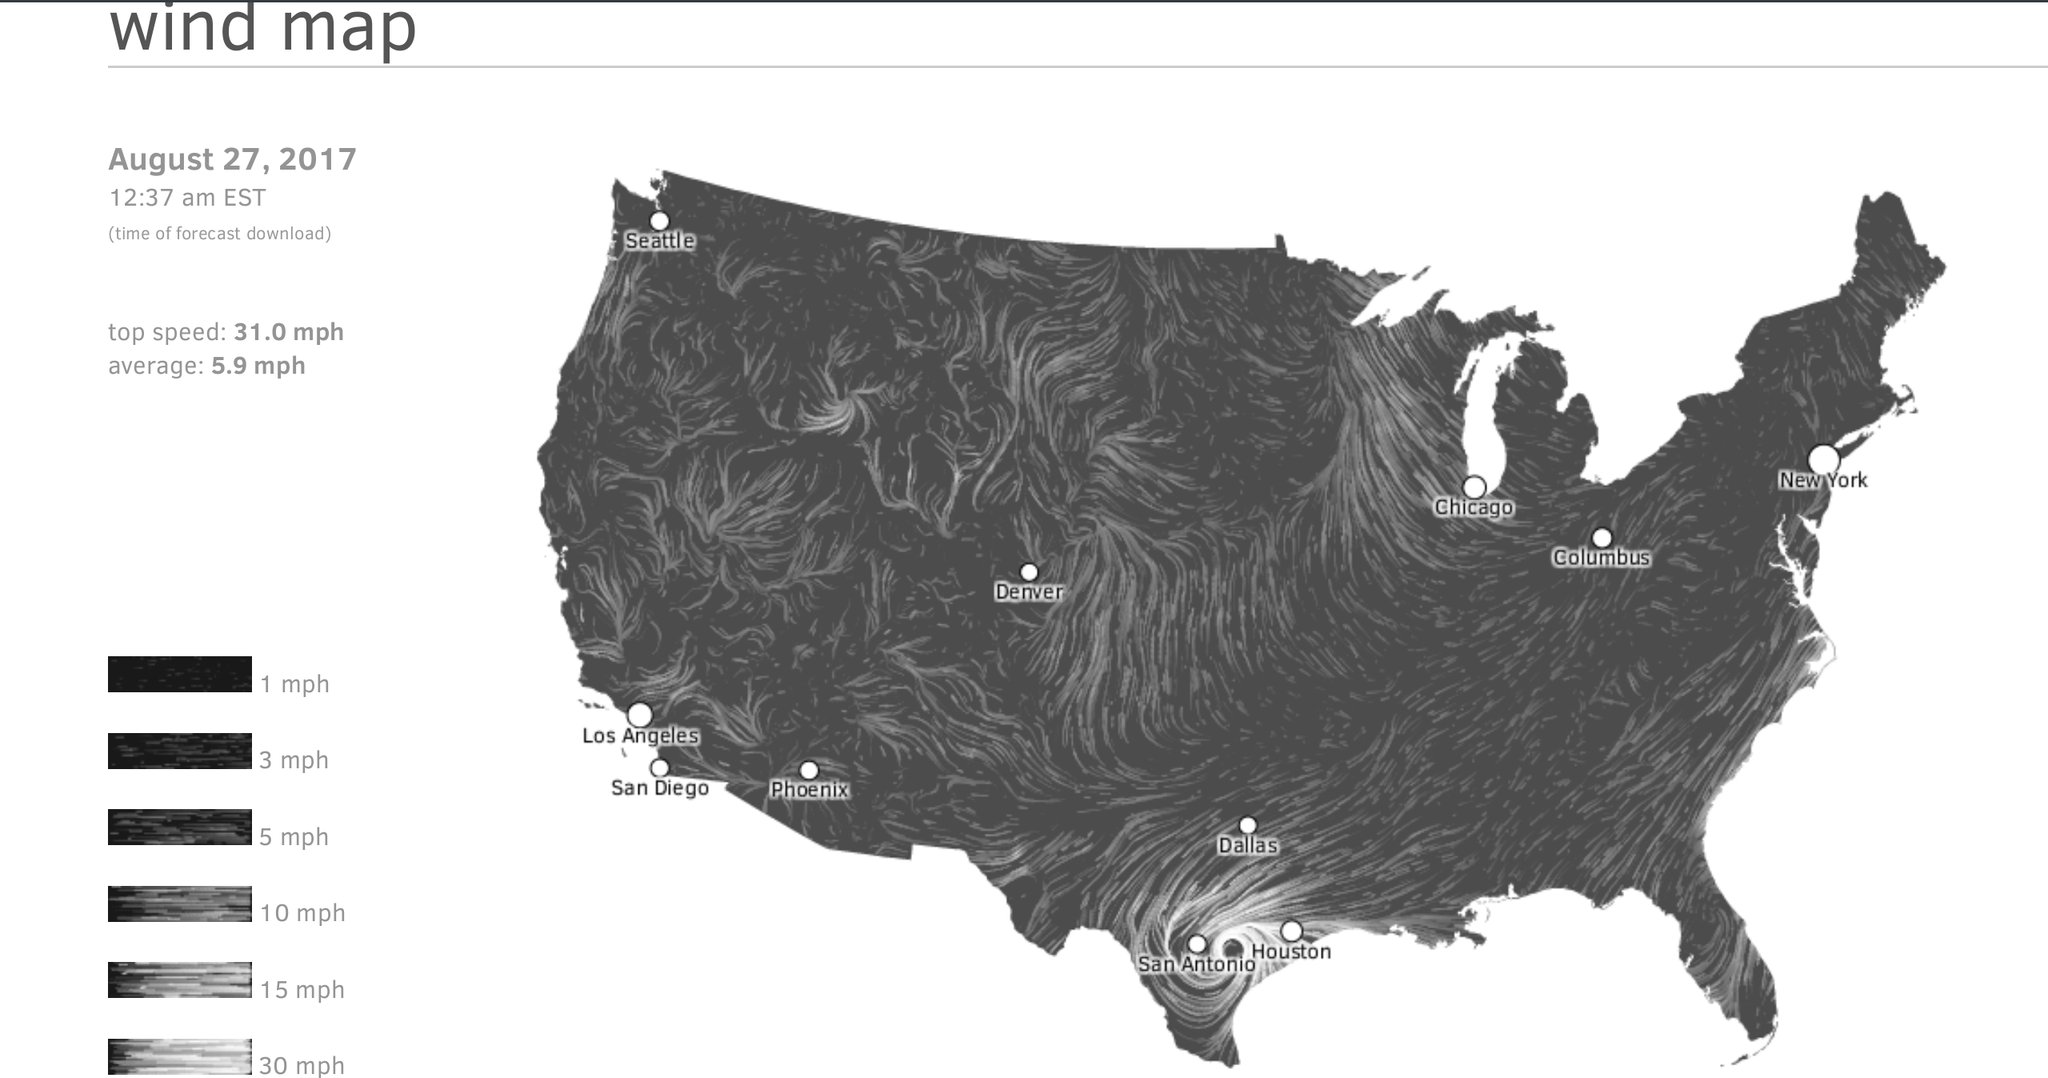 wind map
August 27, 2017
12:37 am EST
(time of forecast download)
top speed: 31.0 mph
average: 5.9 mph
1 mph
3 mph
5 mph
10 mph
15 mph
30 mph
Seattle
New York
Chicago
Columbus
Denver
Los Angeles
San Diego
Phoenix
Dallas
Houston
San Antonio